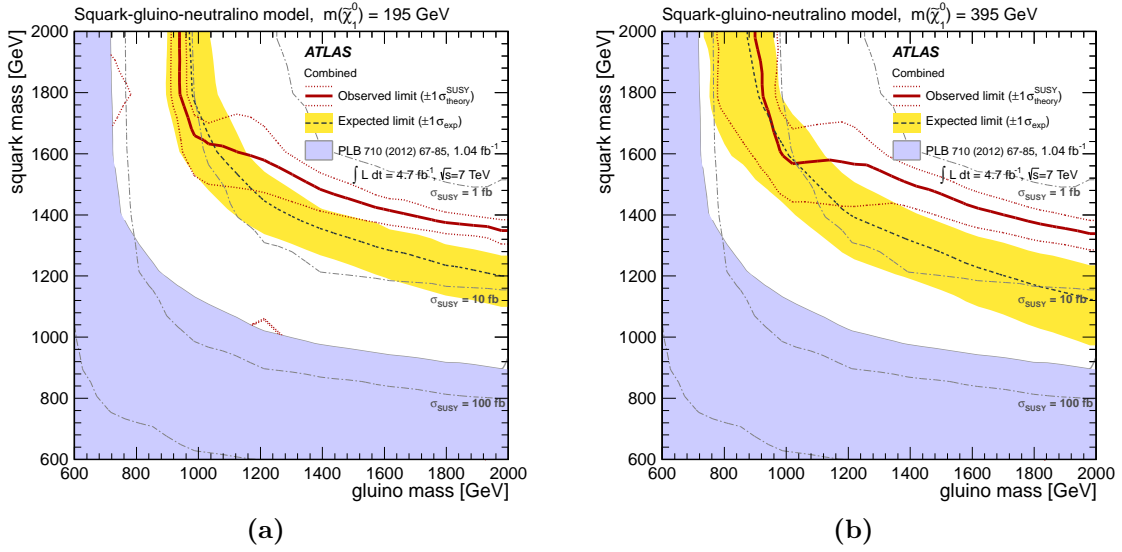 Squark-gluino-neutralino model, m(χ̃₁⁰) = 195 GeV
squark mass [GeV]
2000
1800
1600
1400
1200
1000
800
600
ATLAS
Combined
Observed limit (±1σ^SUSY_theory)
Expected limit (±1σ_exp)
PLB 710 (2012) 67-85, 1.04 fb⁻¹
∫ L dt = 4.7 fb⁻¹, √s=7 TeV
σ_SUSY = 1 fb
σ_SUSY = 10 fb
σ_SUSY = 100 fb
600 800 1000 1200 1400 1600 1800 2000
gluino mass [GeV]
(a)
Squark-gluino-neutralino model, m(χ̃₁⁰) = 395 GeV
squark mass [GeV]
2000
1800
1600
1400
1200
1000
800
600
ATLAS
Combined
Observed limit (±1σ^SUSY_theory)
Expected limit (±1σ_exp)
PLB 710 (2012) 67-85, 1.04 fb⁻¹
∫ L dt = 4.7 fb⁻¹, √s=7 TeV
σ_SUSY = 1 fb
σ_SUSY = 10 fb
σ_SUSY = 100 fb
600 800 1000 1200 1400 1600 1800 2000
gluino mass [GeV]
(b)